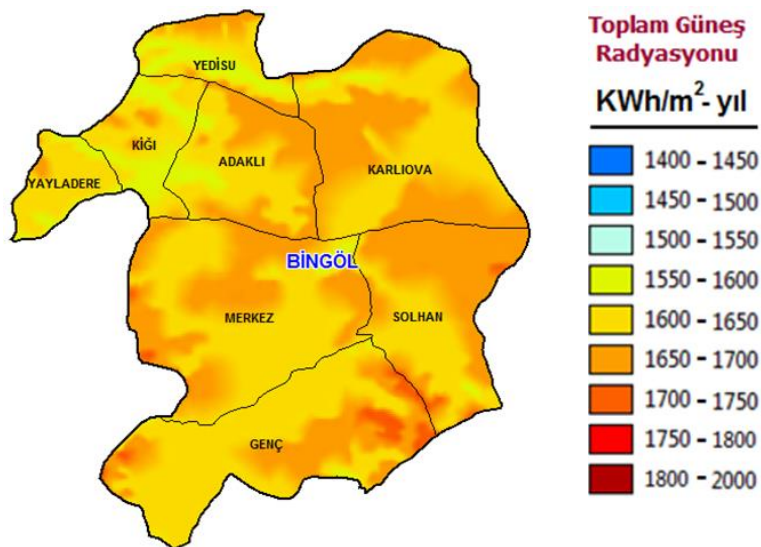 Toplam Güneş
Radyasyonu
KWh/m²- yıl
1400 - 1450
1450 - 1500
1500 - 1550
1550 - 1600
1600 - 1650
1650 - 1700
1700 - 1750
1750 - 1800
1800 - 2000
YEDİSU
KİĞI
ADAKLI
KARLIOVA
YAYLADERE
BİNGÖL
MERKEZ
SOLHAN
GENÇ